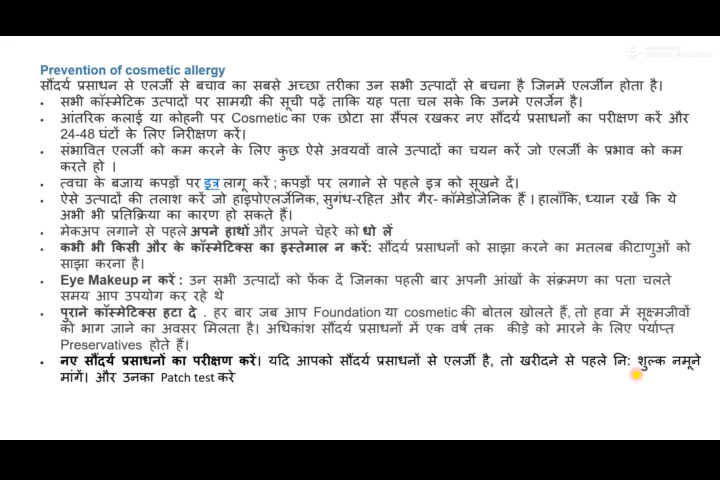 Prevention of cosmetic allergy
सौंदर्य प्रसाधन से एलर्जी से बचाव का सबसे अच्छा तरीका उन सभी उत्पादों से बचना है जिनमें एलर्जीन होता है।
• सभी कॉस्मेटिक उत्पादों पर सामग्री की सूची पढ़ें ताकि यह पता चल सके कि उनमे एलर्जेन है।
• आंतरिक कलाई या कोहनी पर Cosmetic का एक छोटा सा सैंपल रखकर नए सौंदर्य प्रसाधनों का परीक्षण करें और
24-48 घंटों के लिए निरीक्षण करें।
• संभावित एलर्जी को कम करने के लिए कुछ ऐसे अवयवों वाले उत्पादों का चयन करें जो एलर्जी के प्रभाव को कम
करते हो ।
• त्वचा के बजाय कपड़ों पर इत्र लागू करें ; कपड़ों पर लगाने से पहले इत्र को सूखने दें।
• ऐसे उत्पादों की तलाश करें जो हाइपोएलर्जेनिक, सुगंध-रहित और गैर- कॉमेडोजेनिक हैं । हालाँकि, ध्यान रखें कि ये
अभी भी प्रतिक्रिया का कारण हो सकते हैं।
• मेकअप लगाने से पहले अपने हाथों और अपने चेहरे को धो लें
• कभी भी किसी और के कॉस्मेटिक्स का इस्तेमाल न करें: सौंदर्य प्रसाधनों को साझा करने का मतलब कीटाणुओं को
साझा करना है।
• Eye Makeup न करें : उन सभी उत्पादों को फेंक दें जिनका पहली बार अपनी आंखों के संक्रमण का पता चलते
समय आप उपयोग कर रहे थे
• पुराने कॉस्मेटिक्स हटा दे . हर बार जब आप Foundation या cosmetic की बोतल खोलते हैं, तो हवा में सूक्ष्मजीवों
को भाग जाने का अवसर मिलता है। अधिकांश सौंदर्य प्रसाधनों में एक वर्ष तक कीड़े को मारने के लिए पर्याप्त
Preservatives होते हैं।
• नए सौंदर्य प्रसाधनों का परीक्षण करें। यदि आपको सौंदर्य प्रसाधनों से एलर्जी है, तो खरीदने से पहले नि: शुल्क नमूने
मांगें। और उनका Patch test करे